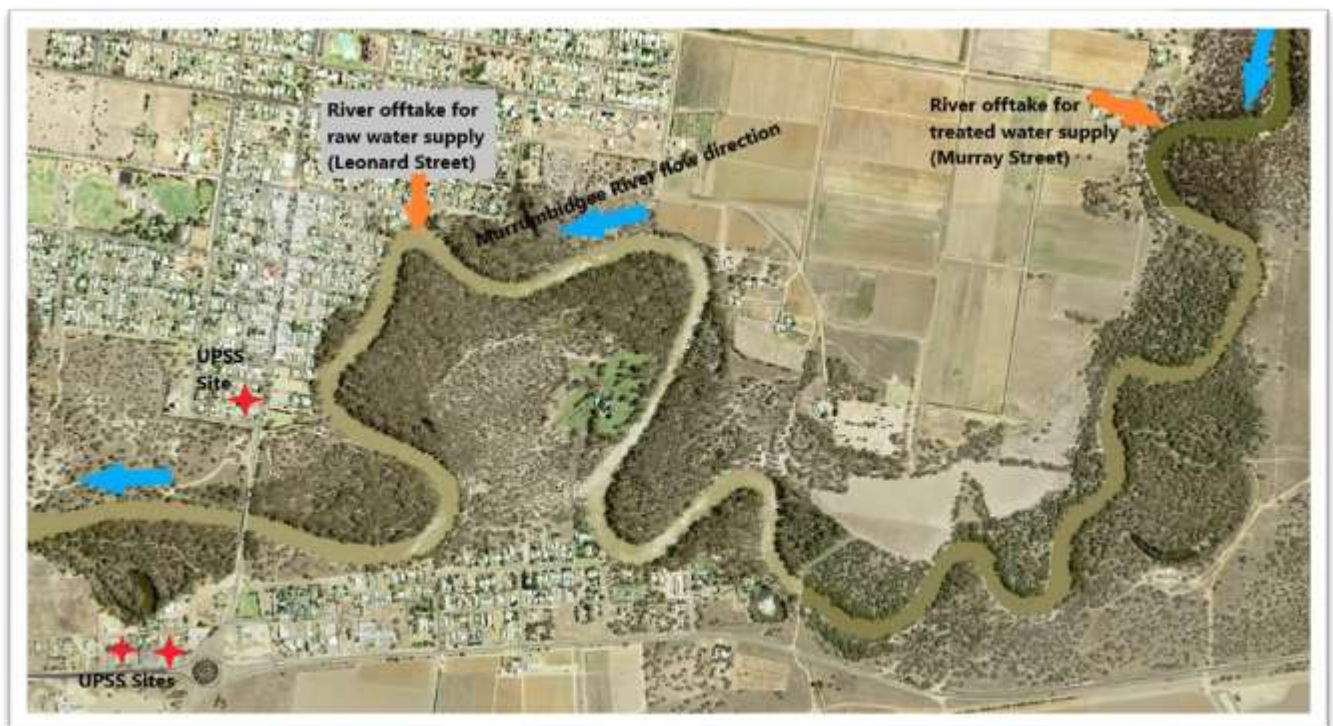 River offtake for
raw water supply
(Leonard Street)
Murrumbidgee River flow direction
River offtake for
treated water supply
(Murray Street)
UPSS
Site
UPSS Sites